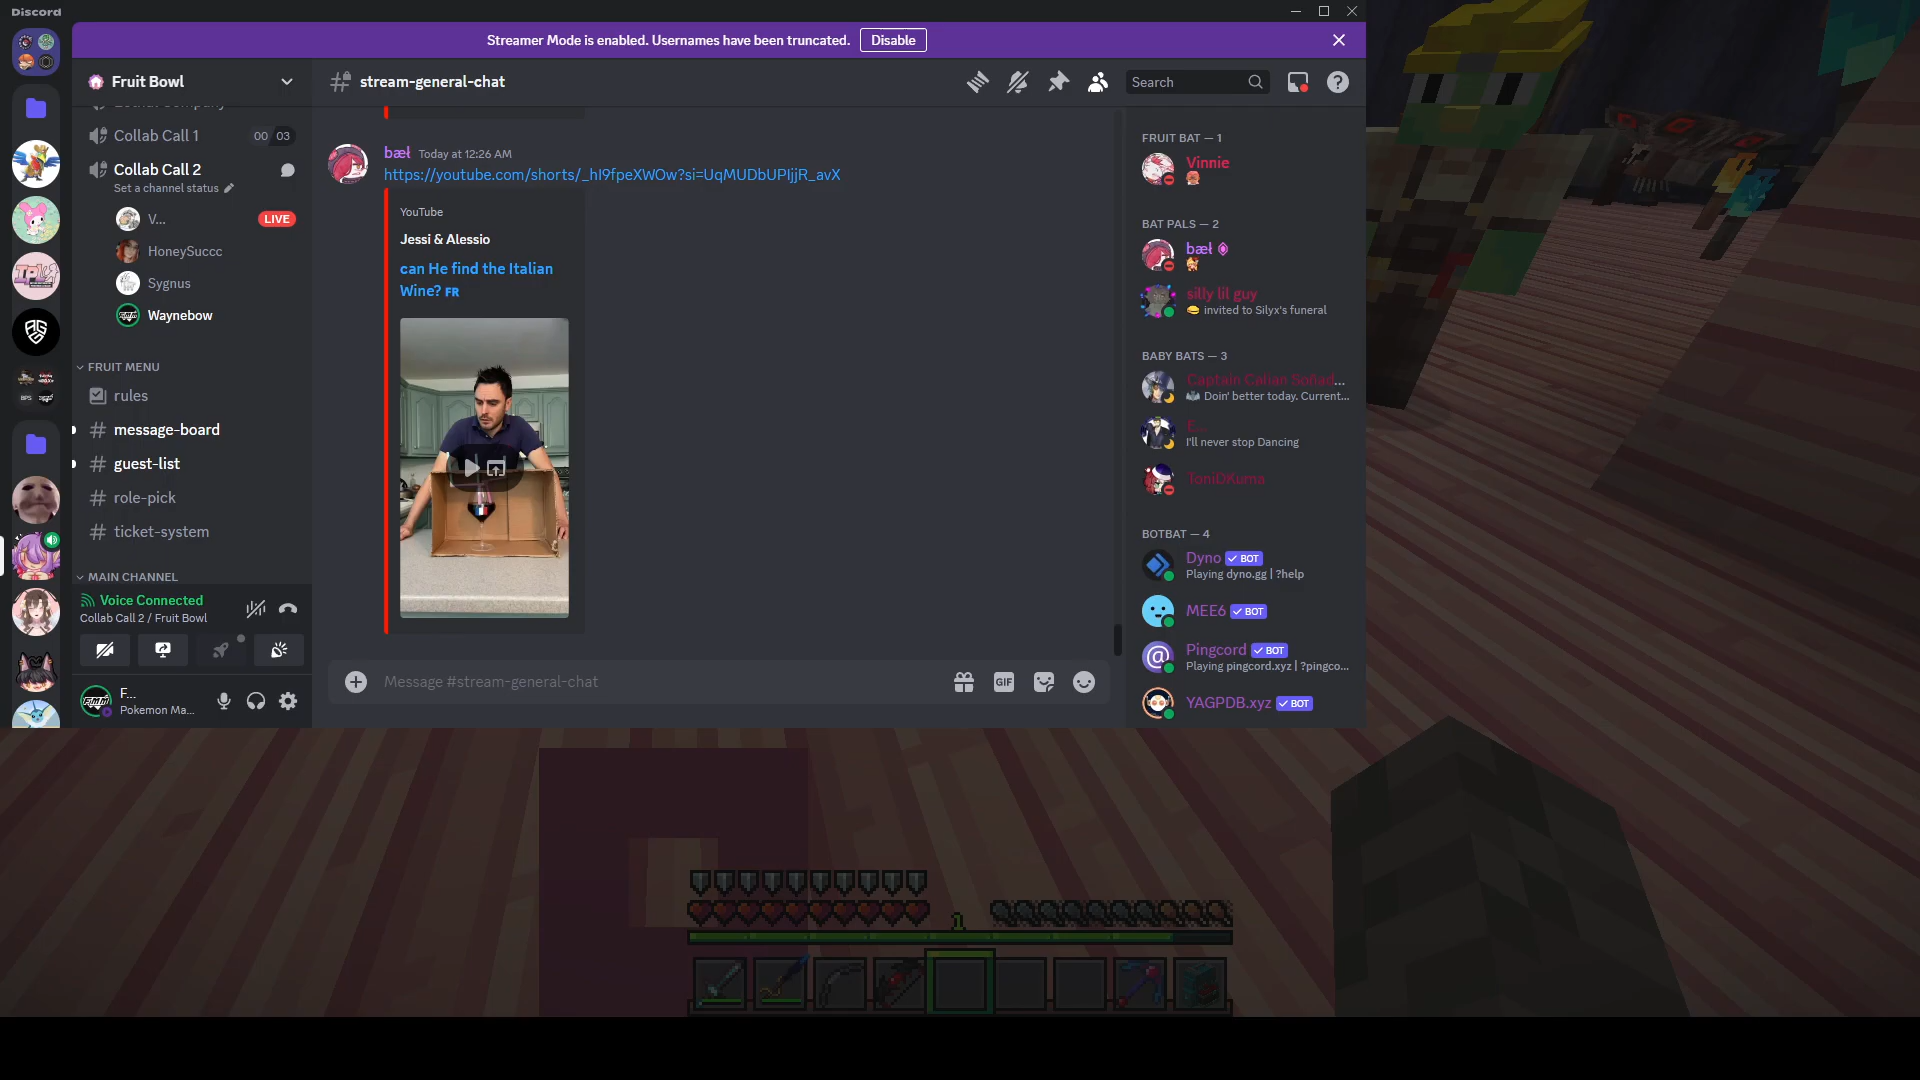 Discord
Streamer Mode is enabled. Usernames have been truncated.
Disable
Fruit Bowl
stream-general-chat
Search
Collab Call 1
00 03
Collab Call 2
Set a channel status
V...
LIVE
HoneySuccc
Sygnus
Waynebow
FRUIT MENU
rules
message-board
guest-list
role-pick
ticket-system
MAIN CHANNEL
Voice Connected
Collab Call 2 / Fruit Bowl
F...
Pokemon Ma...
bæł Today at 12:26 AM
https://youtube.com/shorts/_hI9fpeXWOw?si=UqMUDbUPljjR_avX
YouTube
Jessi & Alessio
can He find the Italian
Wine? FR
Message #stream-general-chat
GIF
FRUIT BAT — 1
Vinnie
BAT PALS — 2
bæł
silly lil guy
invited to Silyx's funeral
BABY BATS — 3
Captain Calian Soñad...
Doin' better today. Current...
E...
I'll never stop Dancing
ToniDKuma
BOTBAT — 4
Dyno BOT
Playing dyno.gg | ?help
MEE6 BOT
Pingcord BOT
Playing pingcord.xyz | ?pingco...
YAGPDB.xyz BOT